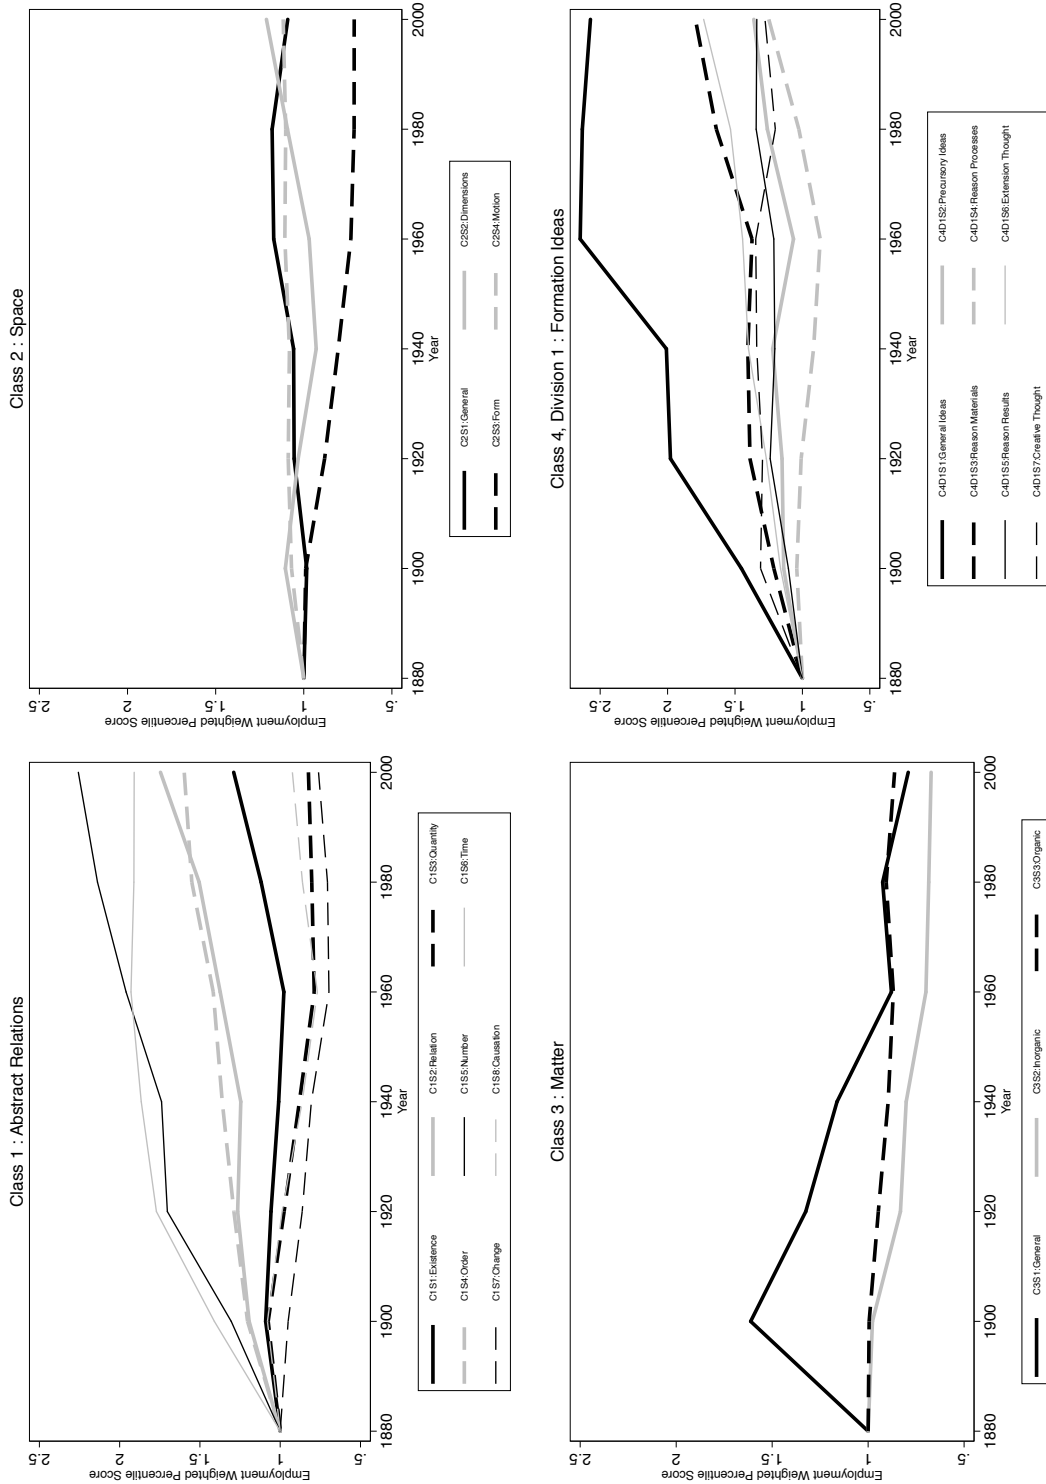 Class 1 : Abstract Relations
Employment Weighted Percentile Score
2.5
2
1.5
1
.5
1880 1900 1920 1940 1960 1980 2000
Year
C1S1:Existence C1S2:Relation C1S3:Quantity
C1S4:Order C1S5:Number C1S6:Time
C1S7:Change C1S8:Causation
Class 2 : Space
Employment Weighted Percentile Score
2.5
2
1.5
1
.5
1880 1900 1920 1940 1960 1980 2000
Year
C2S1:General C2S2:Dimensions
C2S3:Form C2S4:Motion
Class 3 : Matter
Employment Weighted Percentile Score
2.5
2
1.5
1
.5
1880 1900 1920 1940 1960 1980 2000
Year
C3S1:General C3S2:Inorganic C3S3:Organic
Class 4, Division 1 : Formation Ideas
Employment Weighted Percentile Score
2.5
2
1.5
1
.5
1880 1900 1920 1940 1960 1980 2000
Year
C4D1S1:General Ideas C4D1S2:Precursory Ideas
C4D1S3:Reason Materials C4D1S4:Reason Processes
C4D1S5:Reason Results C4D1S6:Extension Thought
C4D1S7:Creative Thought